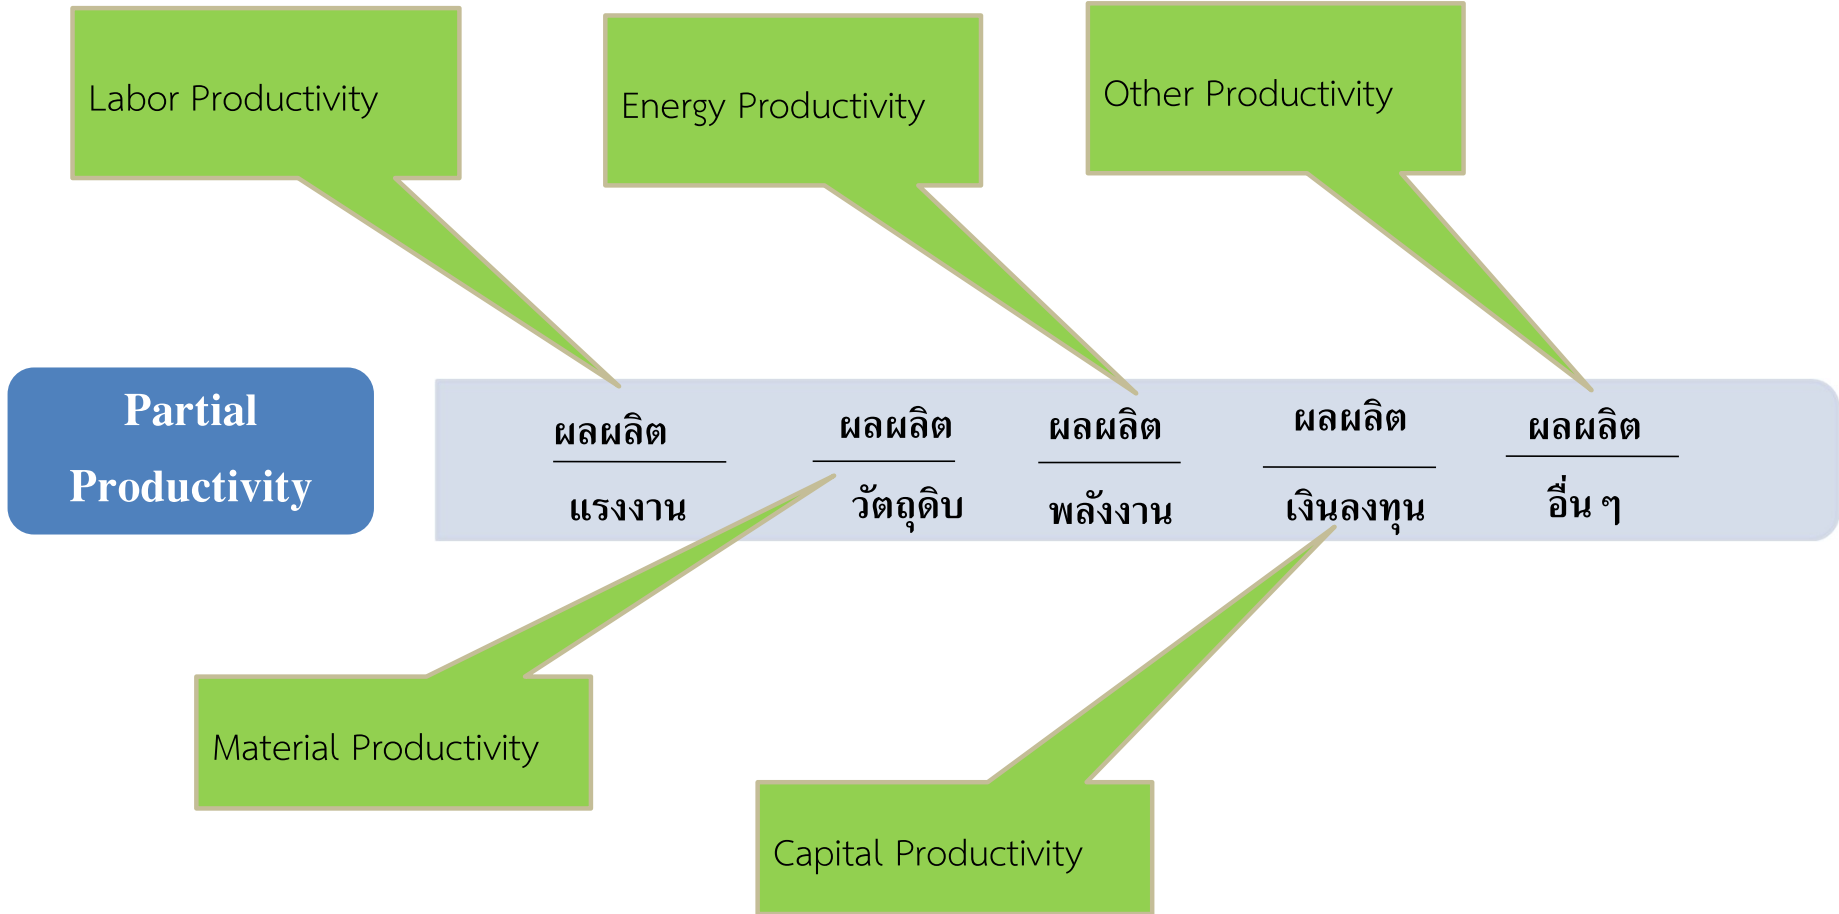 Labor Productivity
Energy Productivity
Other Productivity
Partial
Productivity
ผลผลิต
แรงงาน
ผลผลิต
วัตถุดิบ
ผลผลิต
พลังงาน
ผลผลิต
เงินลงทุน
ผลผลิต
อื่น ๆ
Material Productivity
Capital Productivity